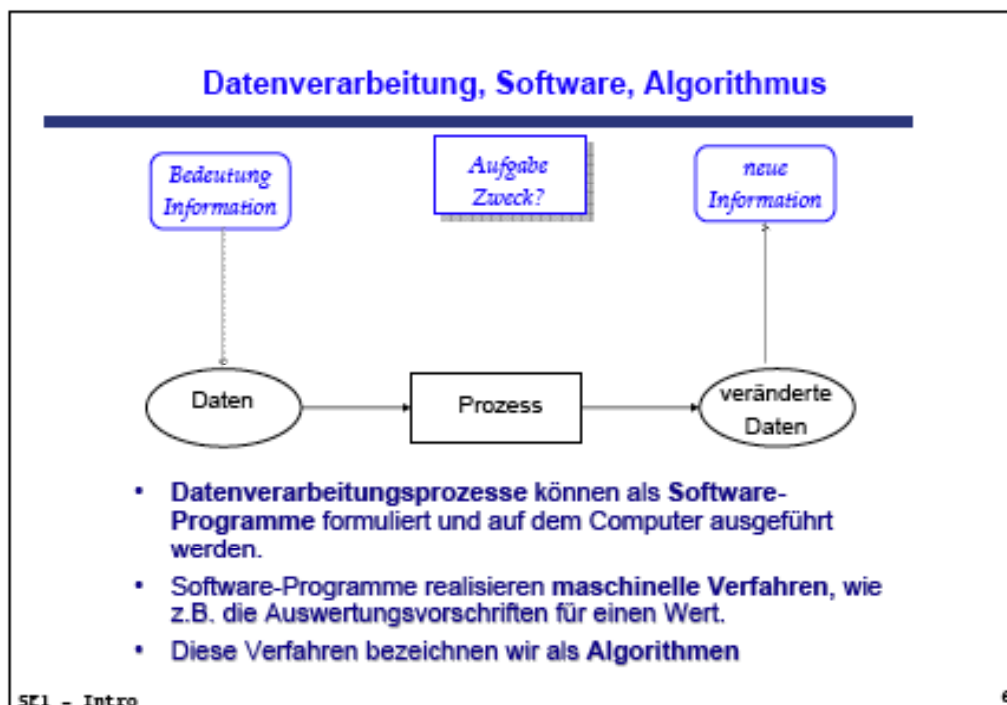 Datenverarbeitung, Software, Algorithmus
Bedeutung
Information
Aufgabe
Zweck?
neue
Information
Daten
Prozess
veränderte
Daten
• Datenverarbeitungsprozesse können als Software-
Programme formuliert und auf dem Computer ausgeführt
werden.
• Software-Programme realisieren maschinelle Verfahren, wie
z.B. die Auswertungsvorschriften für einen Wert.
• Diese Verfahren bezeichnen wir als Algorithmen
SE1 - Intro
6